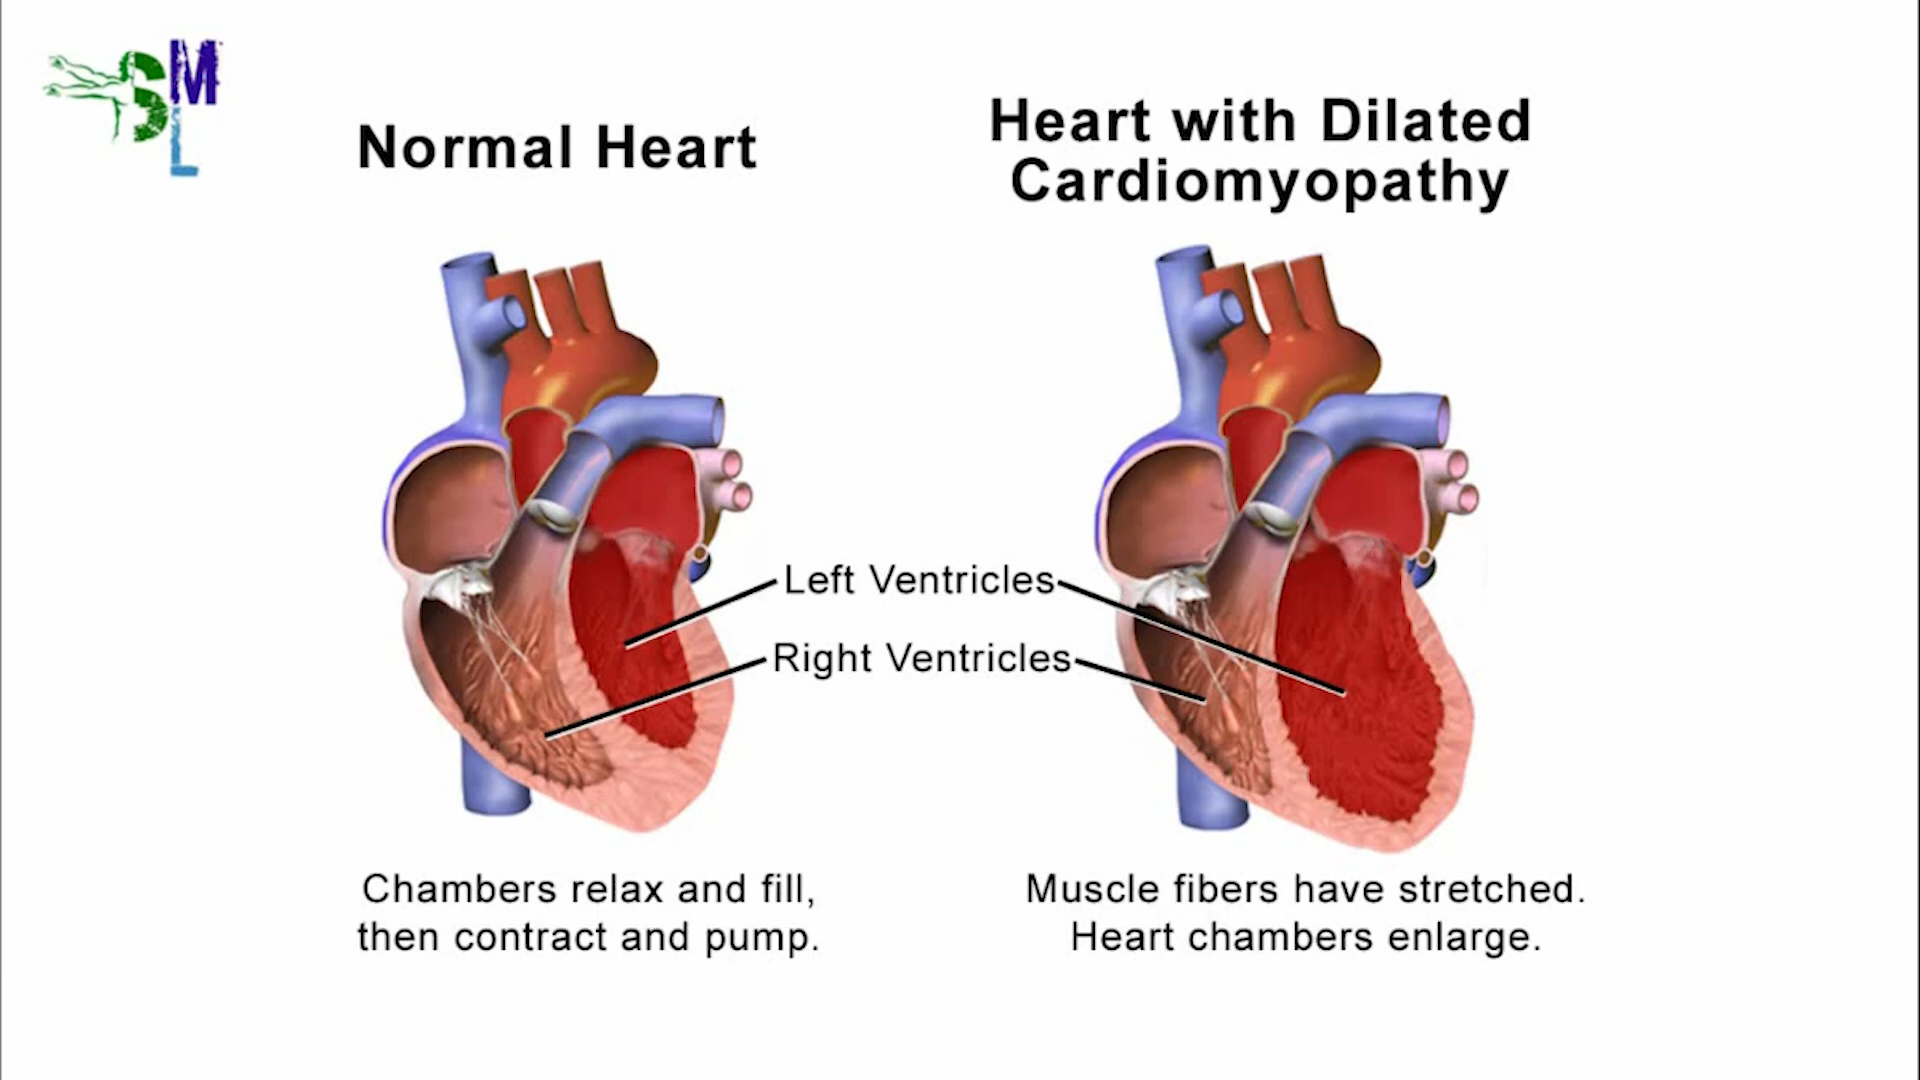 SML
Normal Heart
Heart with Dilated
Cardiomyopathy
Left Ventricles
Right Ventricles
Chambers relax and fill,
then contract and pump.
Muscle fibers have stretched.
Heart chambers enlarge.